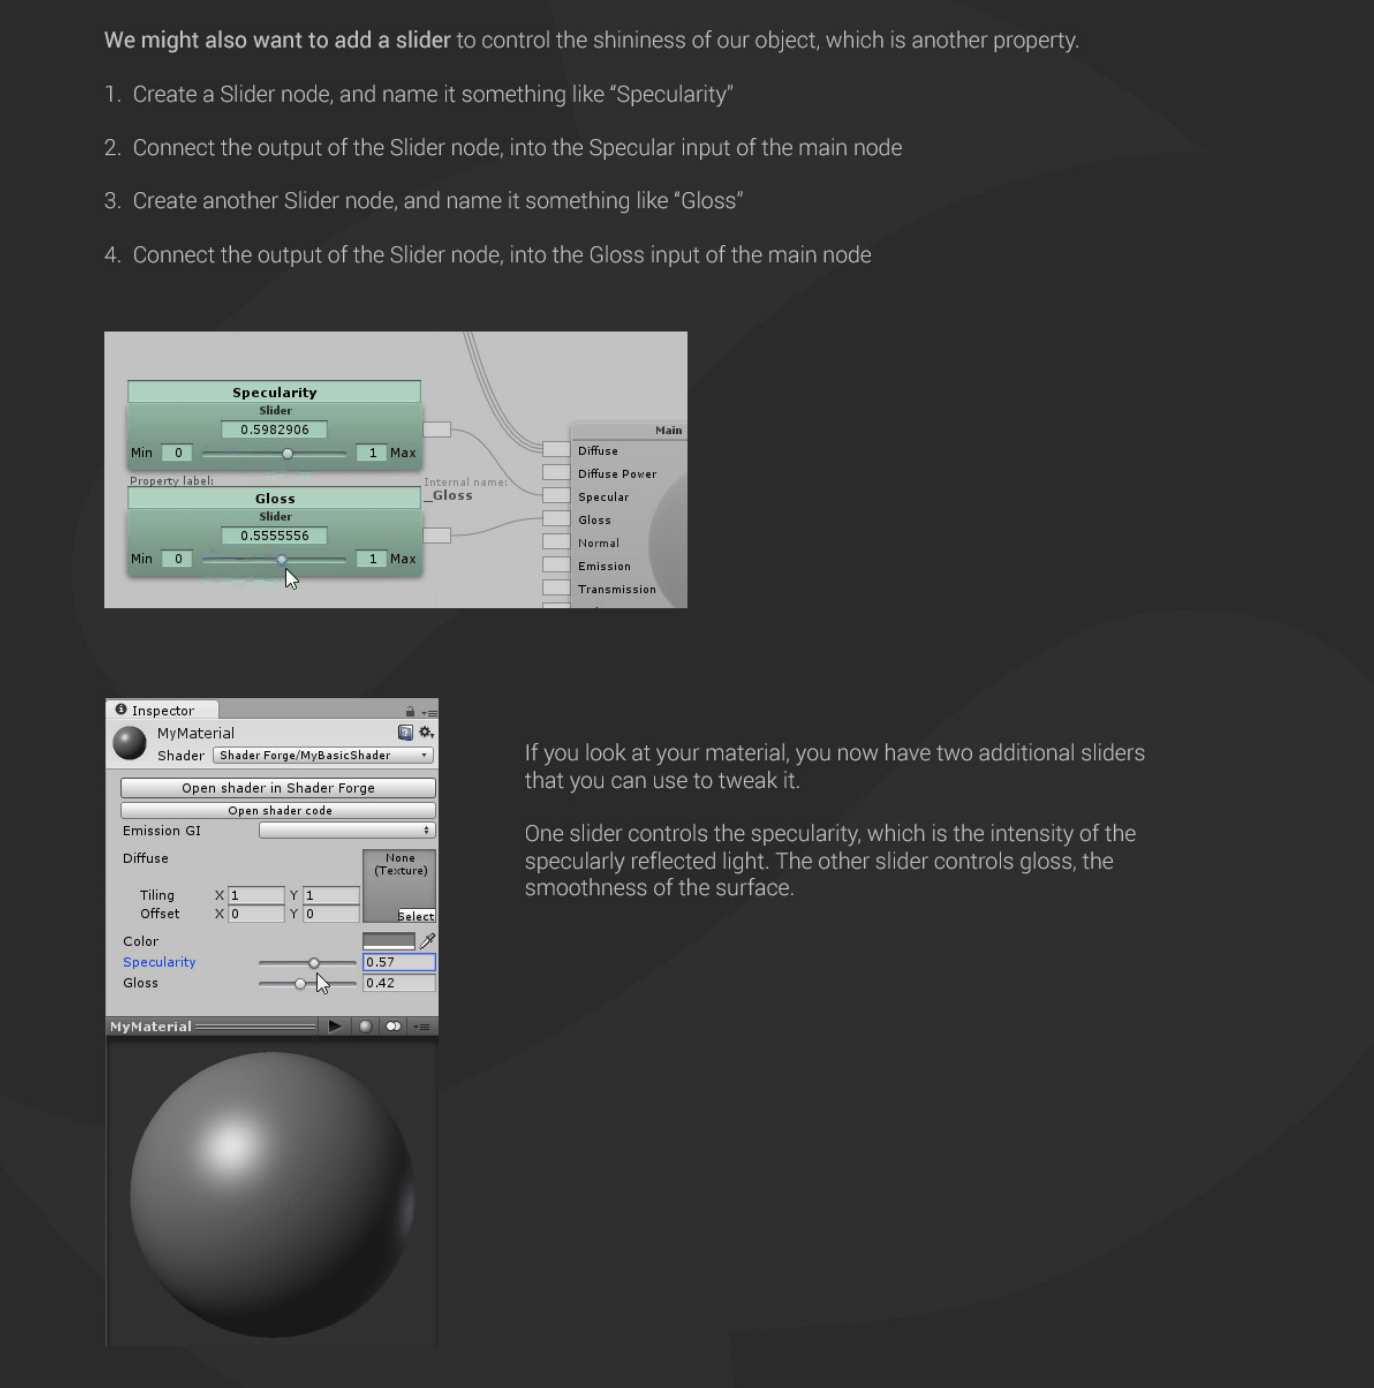 We might also want to add a slider to control the shininess of our object, which is another property.
1. Create a Slider node, and name it something like “Specularity”
2. Connect the output of the Slider node, into the Specular input of the main node
3. Create another Slider node, and name it something like “Gloss”
4. Connect the output of the Slider node, into the Gloss input of the main node
Specularity
Slider
0.5982906
Min 0 1 Max
Property label:
Internal name:
Gloss
_Gloss
Slider
0.5555556
Min 0 1 Max
Main
Diffuse
Diffuse Power
Specular
Gloss
Normal
Emission
Transmission
Inspector
MyMaterial
Shader Shader Forge/MyBasicShader
Open shader in Shader Forge
Open shader code
Emission GI
Diffuse
None
(Texture)
Tiling X 1 Y 1
Offset X 0 Y 0
Select
Color
Specularity 0.57
Gloss 0.42
MyMaterial
If you look at your material, you now have two additional sliders
that you can use to tweak it.
One slider controls the specularity, which is the intensity of the
specularly reflected light. The other slider controls gloss, the
smoothness of the surface.